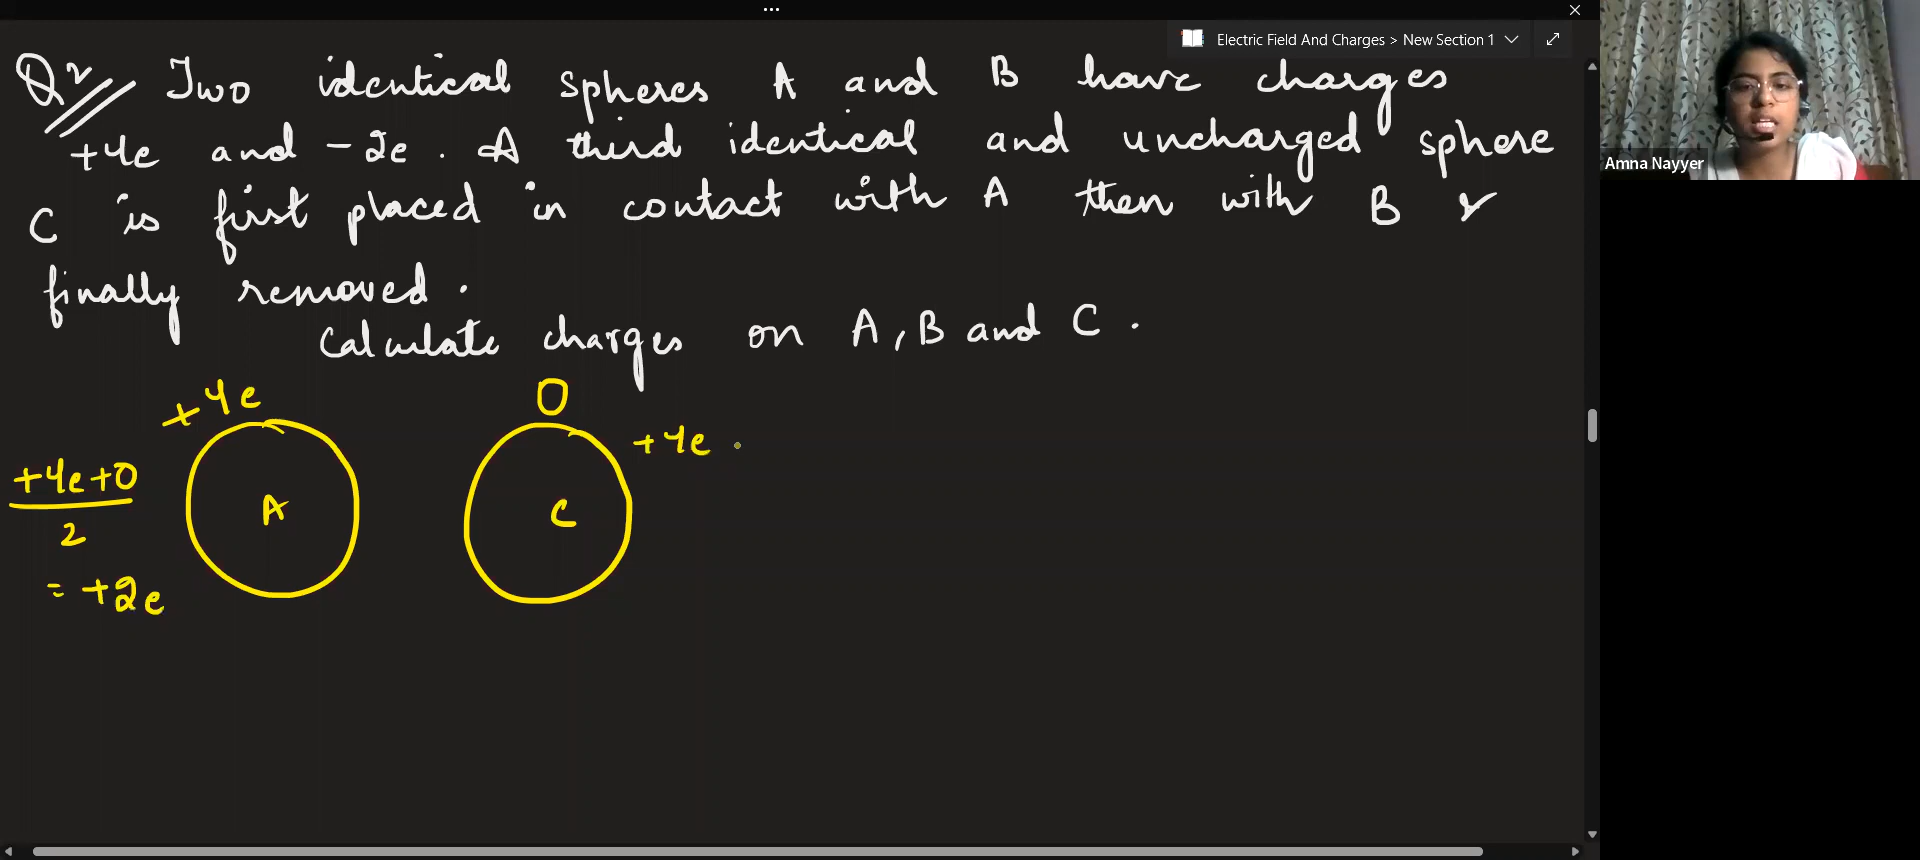 Electric Field And Charges > New Section 1
Amna Nayyer
Q2 Two identical spheres A and B have charges
+4e and -2e. A third identical and uncharged sphere
C is first placed in contact with A then with B &
finally removed.
Calculate charges on A, B and C.
+4e
0
+4e
+4e+0
2
= +2e
A
C